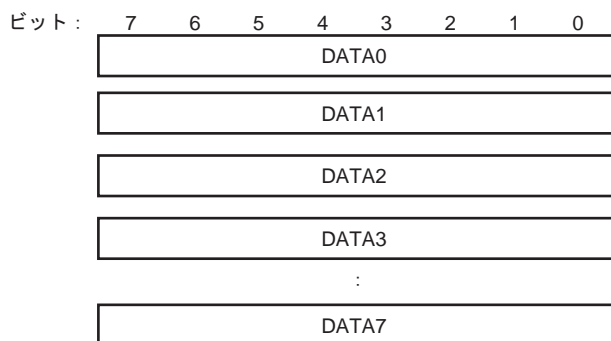 ビット: 7 6 5 4 3 2 1 0
DATA0
DATA1
DATA2
DATA3
:
DATA7